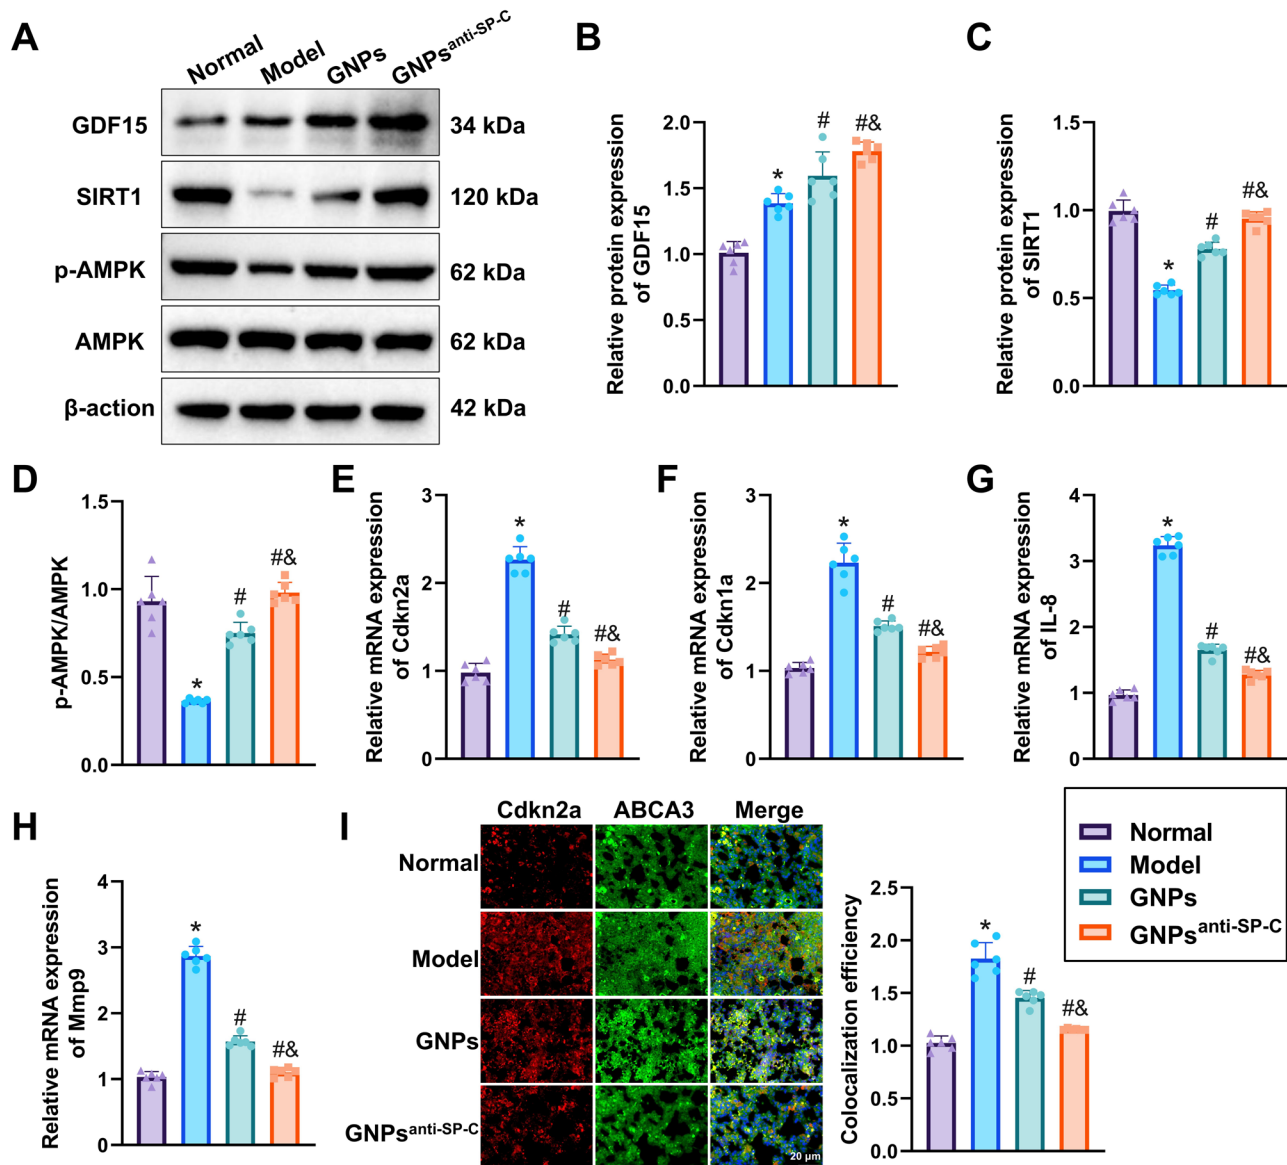 A
Normal
Model
GNPs
GNPsanti-SP-C
GDF15
34 kDa
SIRT1
120 kDa
p-AMPK
62 kDa
AMPK
62 kDa
β-action
42 kDa
B
Relative protein expression
of GDF15
2.0
1.5
1.0
0.5
0.0
*
#
#&
C
Relative protein expression
of SIRT1
1.5
1.0
0.5
0.0
*
#
#&
D
p-AMPK/AMPK
1.5
1.0
0.5
0.0
*
#
#&
E
Relative mRNA expression
of Cdkn2a
3
2
1
0
*
#
#&
F
Relative mRNA expression
of Cdkn1a
3
2
1
0
*
#
#&
G
Relative mRNA expression
of IL-8
4
3
2
1
0
*
#
#&
H
Relative mRNA expression
of Mmp9
4
3
2
1
0
*
#
#&
I
Cdkn2a
ABCA3
Merge
Normal
Model
GNPs
GNPsanti-SP-C
20 μm
Colocalization efficiency
2.5
2.0
1.5
1.0
0.5
0.0
*
#
#&
Normal
Model
GNPs
GNPsanti-SP-C